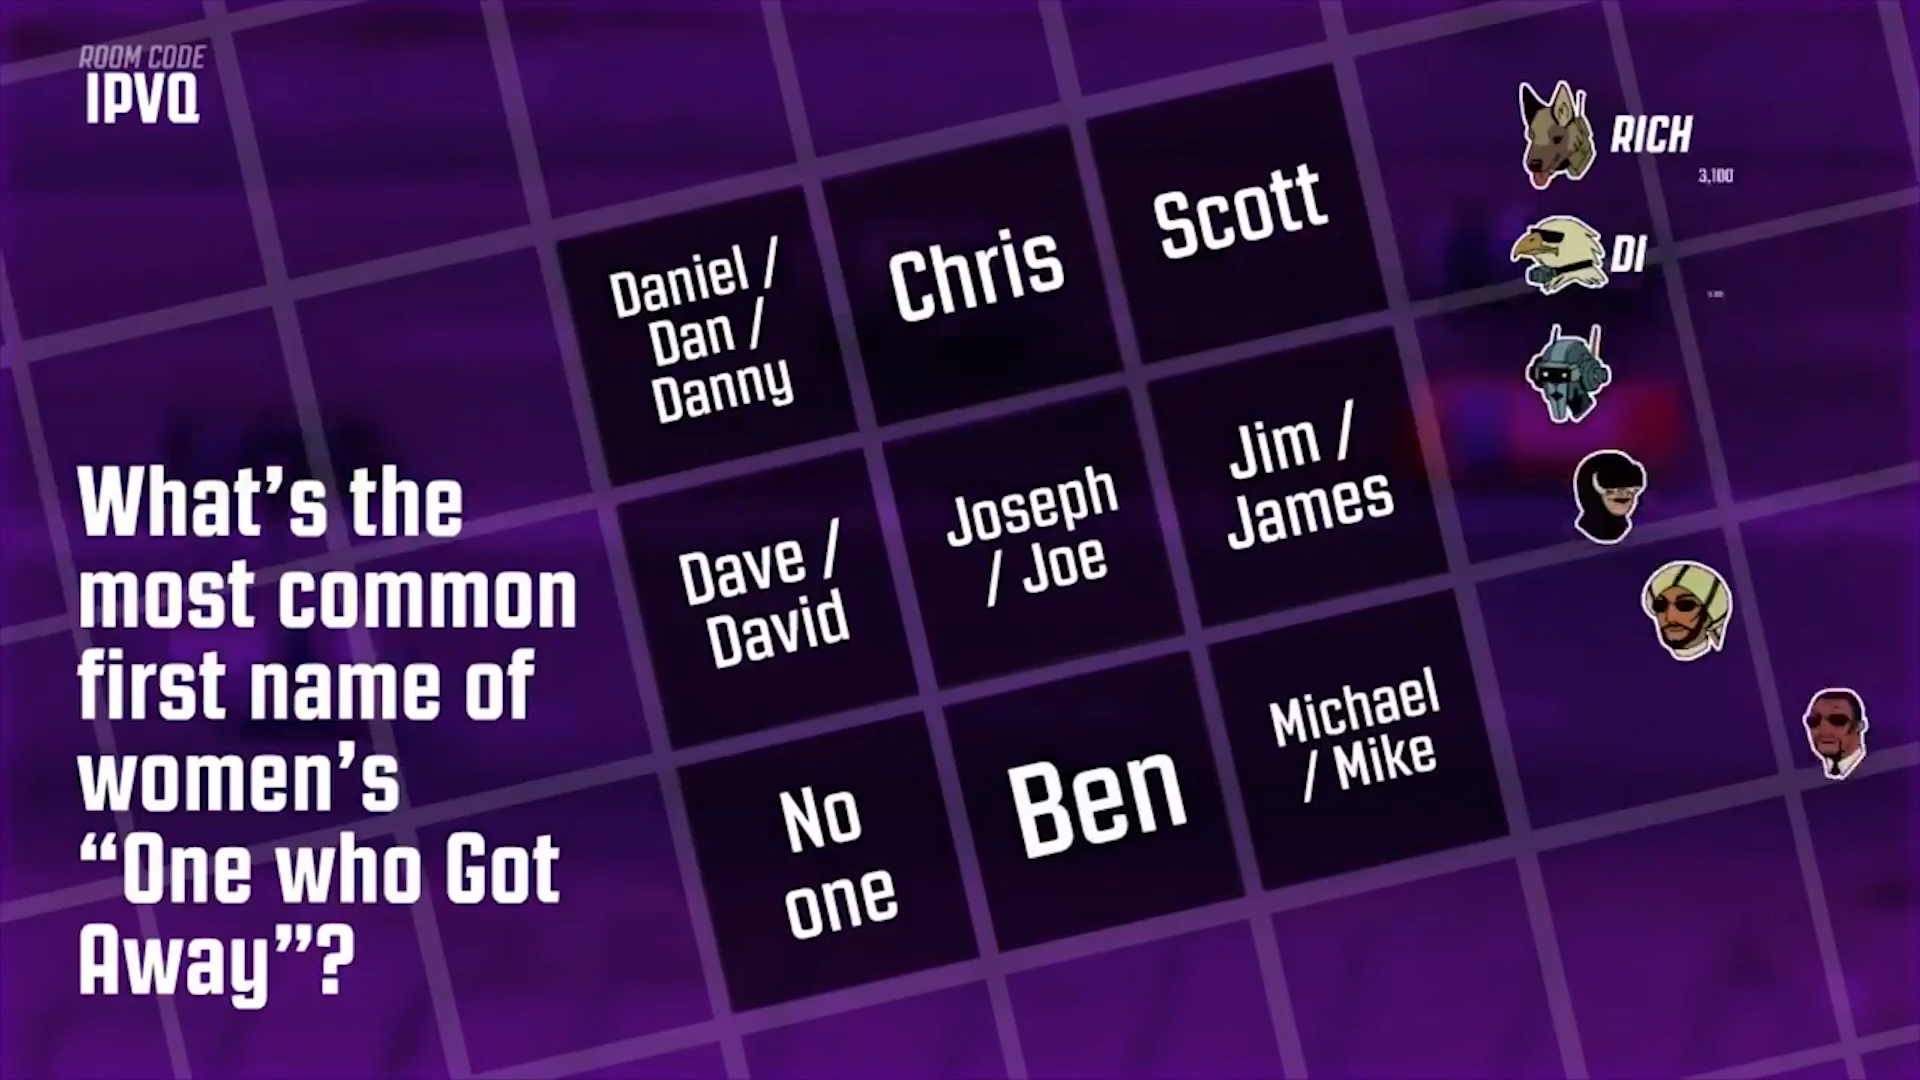 ROOM CODE
IPVQ
What's the
most common
first name of
women's
“One who Got
Away”?
Daniel /
Dan /
Danny
Chris
Scott
Dave /
David
Joseph
/ Joe
Jim /
James
No
one
Ben
Michael
/ Mike
RICH
3,100
DI